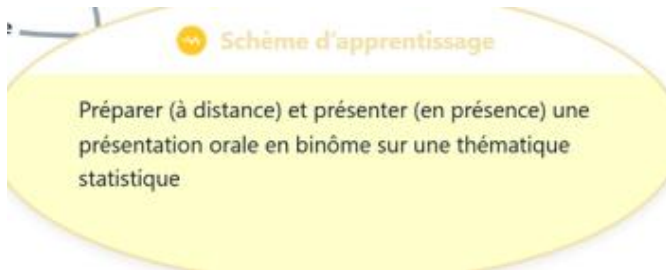 Schème d'apprentissage
Préparer (à distance) et présenter (en présence) une
présentation orale en binôme sur une thématique
statistique